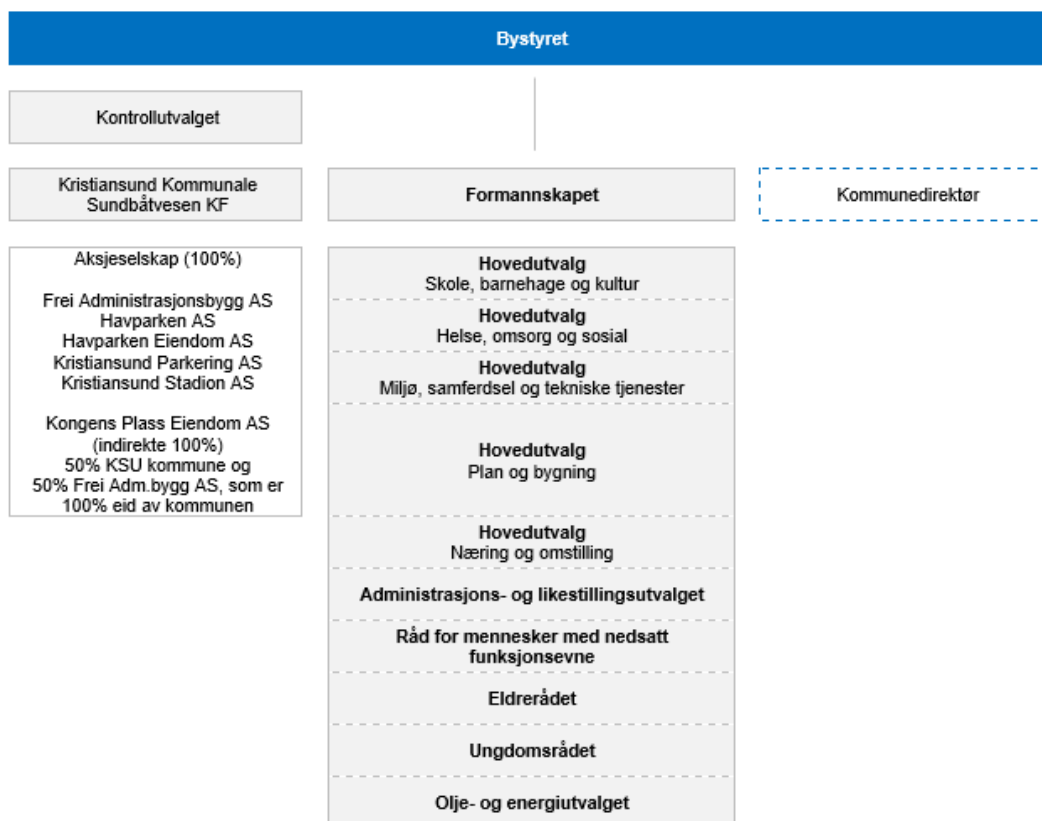 Bystyret
Kontrollutvalget
Kristiansund Kommunale
Sundbåtvesen KF
Formannskapet
Kommunedirektør
Aksjeselskap (100%)
Frei Administrasjonsbygg AS
Havparken AS
Havparken Eiendom AS
Kristiansund Parkering AS
Kristiansund Stadion AS
Kongens Plass Eiendom AS
(indirekte 100%)
50% KSU kommune og
50% Frei Adm.bygg AS, som er
100% eid av kommunen
Hovedutvalg
Skole, barnehage og kultur
Hovedutvalg
Helse, omsorg og sosial
Hovedutvalg
Miljø, samferdsel og tekniske tjenester
Hovedutvalg
Plan og bygning
Hovedutvalg
Næring og omstilling
Administrasjons- og likestillingsutvalget
Råd for mennesker med nedsatt
funksjonsevne
Eldrerådet
Ungdomsrådet
Olje- og energiutvalget